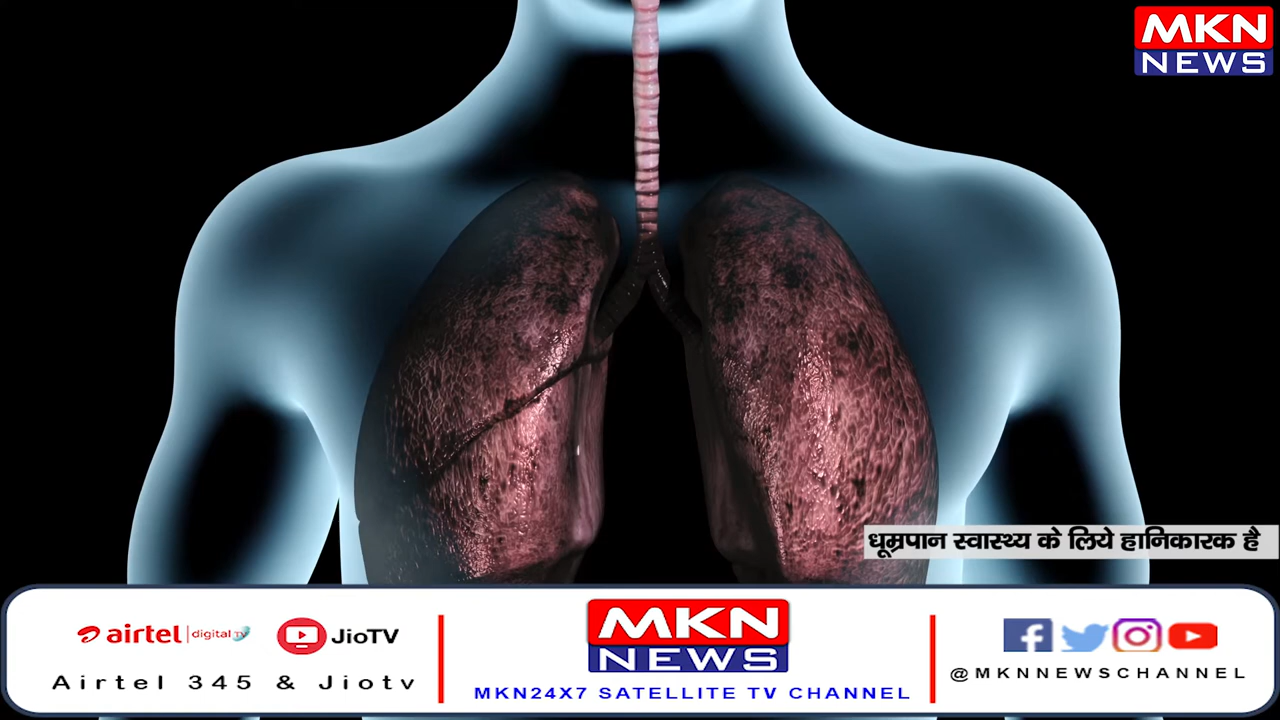 MKN
NEWS
धूम्रपान स्वास्थ्य के लिये हानिकारक है
airtel digital TV
JioTV
Airtel 345 & Jiotv
MKN
NEWS
MKN24X7 SATELLITE TV CHANNEL
@MKNNEWSCHANNEL